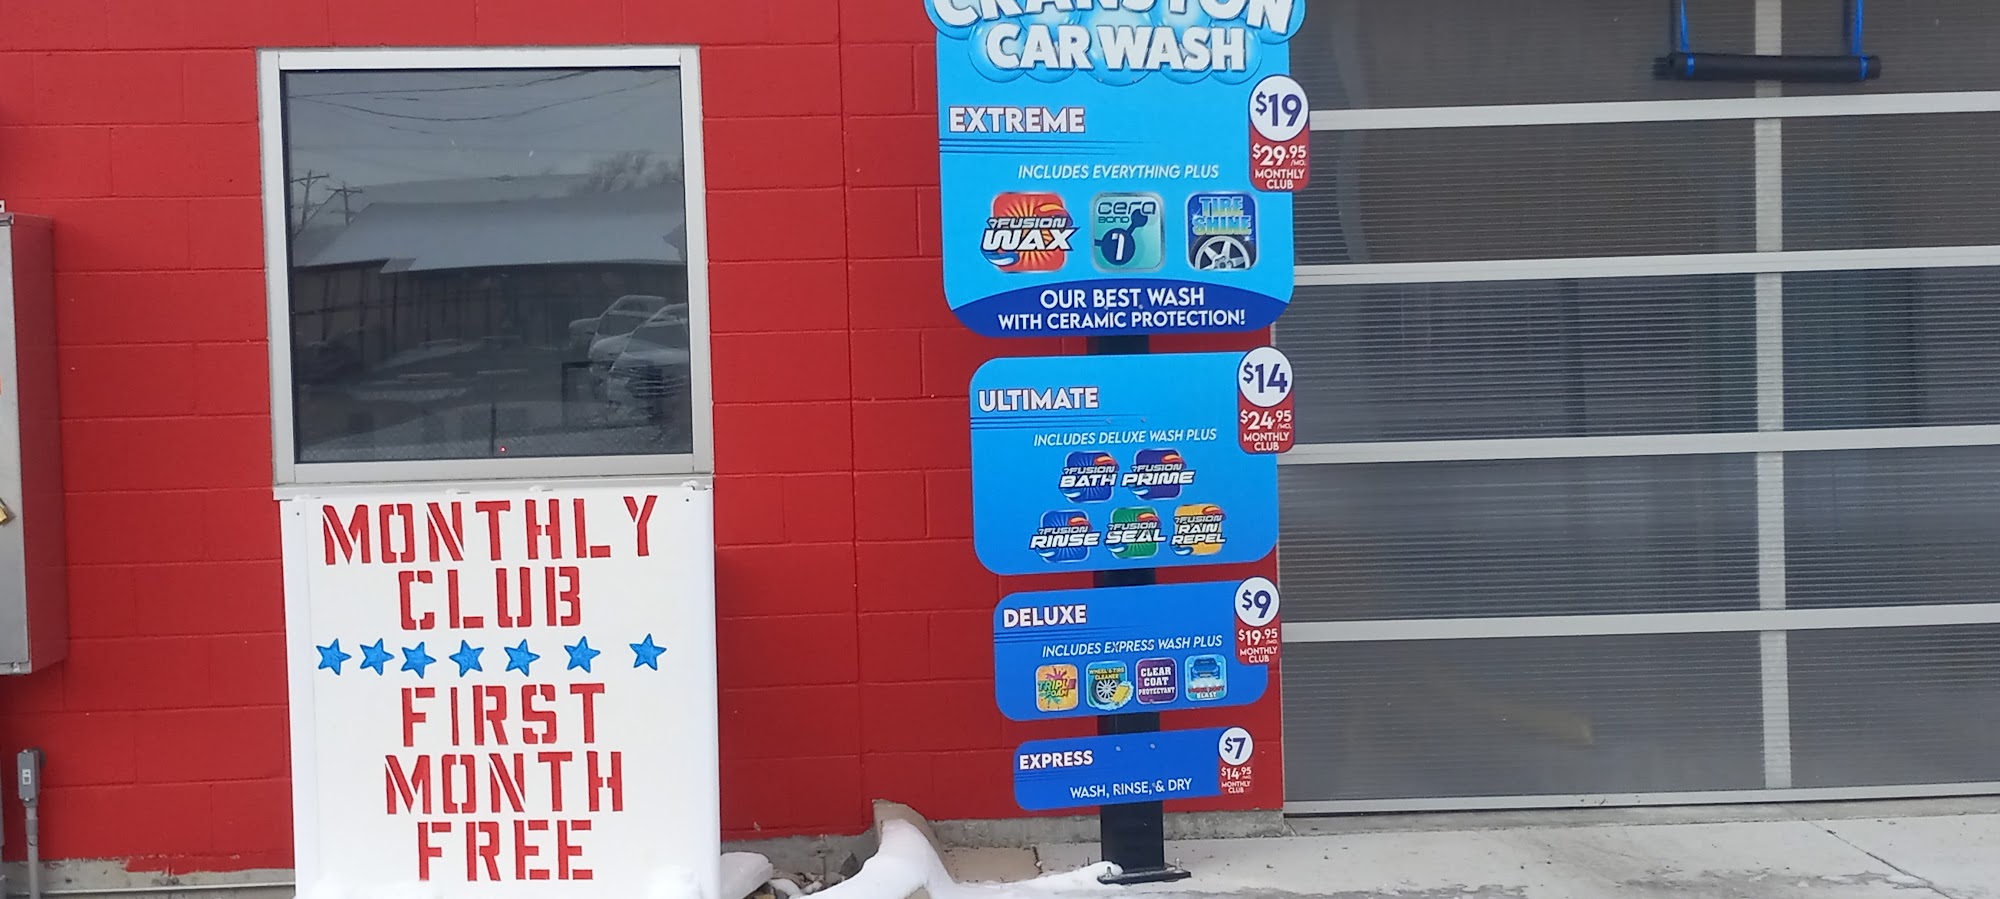 MONTHLY
CLUB
FIRST
MONTH
FREE
CRANSTON
CAR WASH
EXTREME
$19
$29.95
/MO.
MONTHLY
CLUB
INCLUDES EVERYTHING PLUS
FUSION
WAX
cera
BOND
7
TIRE
SHINE
OUR BEST WASH
WITH CERAMIC PROTECTION!
ULTIMATE
$14
$24.95
/MO.
MONTHLY
CLUB
INCLUDES DELUXE WASH PLUS
FUSION
BATH
FUSION
PRIME
FUSION
RINSE
FUSION
SEAL
FUSION
RAIN
REPEL
DELUXE
$9
$19.95
/MO.
MONTHLY
CLUB
INCLUDES EXPRESS WASH PLUS
TRIPLE
FOAM
WHEEL & TIRE
CLEANER
CLEAR
COAT
PROTECTANT
BLAST
EXPRESS
$7
$14.95
MONTHLY
CLUB
WASH, RINSE, & DRY